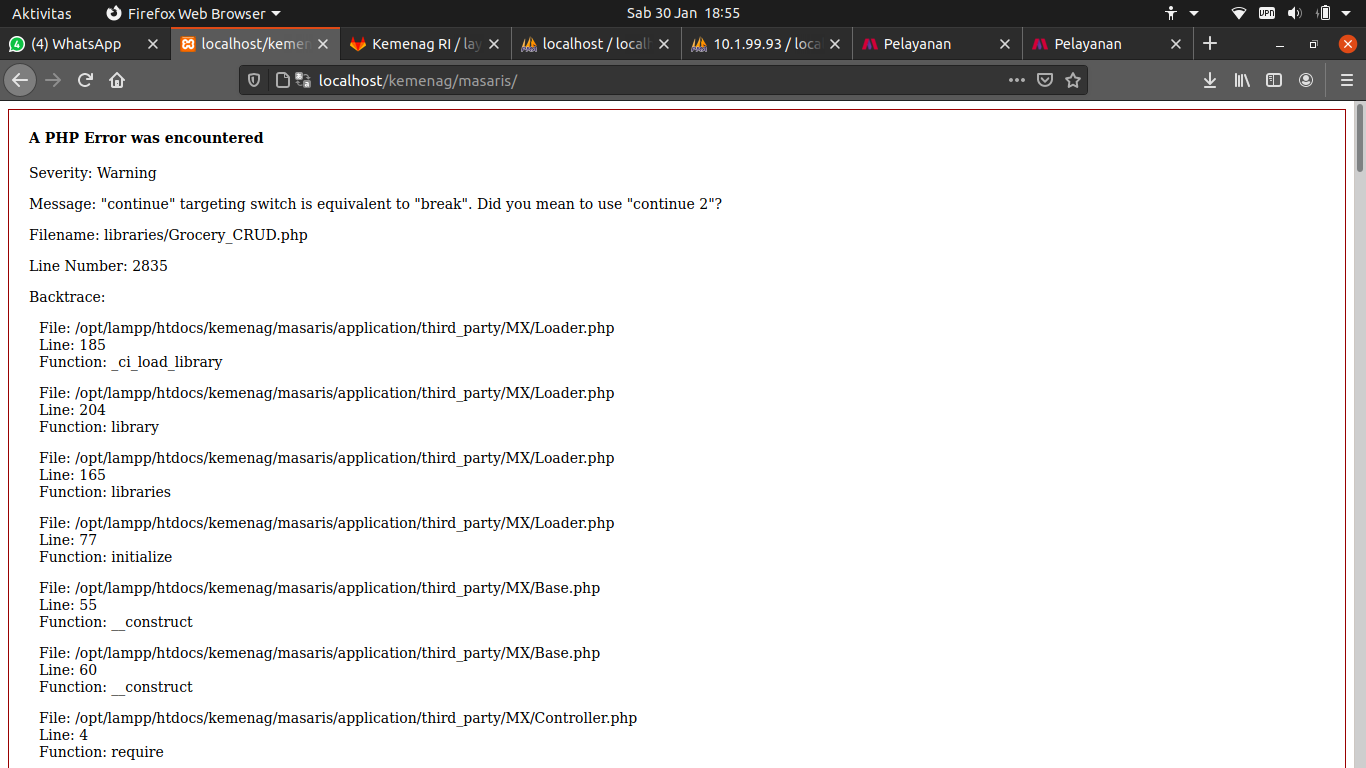 Aktivitas
Firefox Web Browser
Sab 30 Jan 18:55
VPN
4
(4) WhatsApp
localhost/kemen
Kemenag RI / lay
localhost / local
10.1.99.93 / loca
Pelayanan
Pelayanan
localhost/kemenag/masaris/
A PHP Error was encountered
Severity: Warning
Message: "continue" targeting switch is equivalent to "break". Did you mean to use "continue 2"?
Filename: libraries/Grocery_CRUD.php
Line Number: 2835
Backtrace:
File: /opt/lampp/htdocs/kemenag/masaris/application/third_party/MX/Loader.php
Line: 185
Function: _ci_load_library
File: /opt/lampp/htdocs/kemenag/masaris/application/third_party/MX/Loader.php
Line: 204
Function: library
File: /opt/lampp/htdocs/kemenag/masaris/application/third_party/MX/Loader.php
Line: 165
Function: libraries
File: /opt/lampp/htdocs/kemenag/masaris/application/third_party/MX/Loader.php
Line: 77
Function: initialize
File: /opt/lampp/htdocs/kemenag/masaris/application/third_party/MX/Base.php
Line: 55
Function: __construct
File: /opt/lampp/htdocs/kemenag/masaris/application/third_party/MX/Base.php
Line: 60
Function: __construct
File: /opt/lampp/htdocs/kemenag/masaris/application/third_party/MX/Controller.php
Line: 4
Function: require